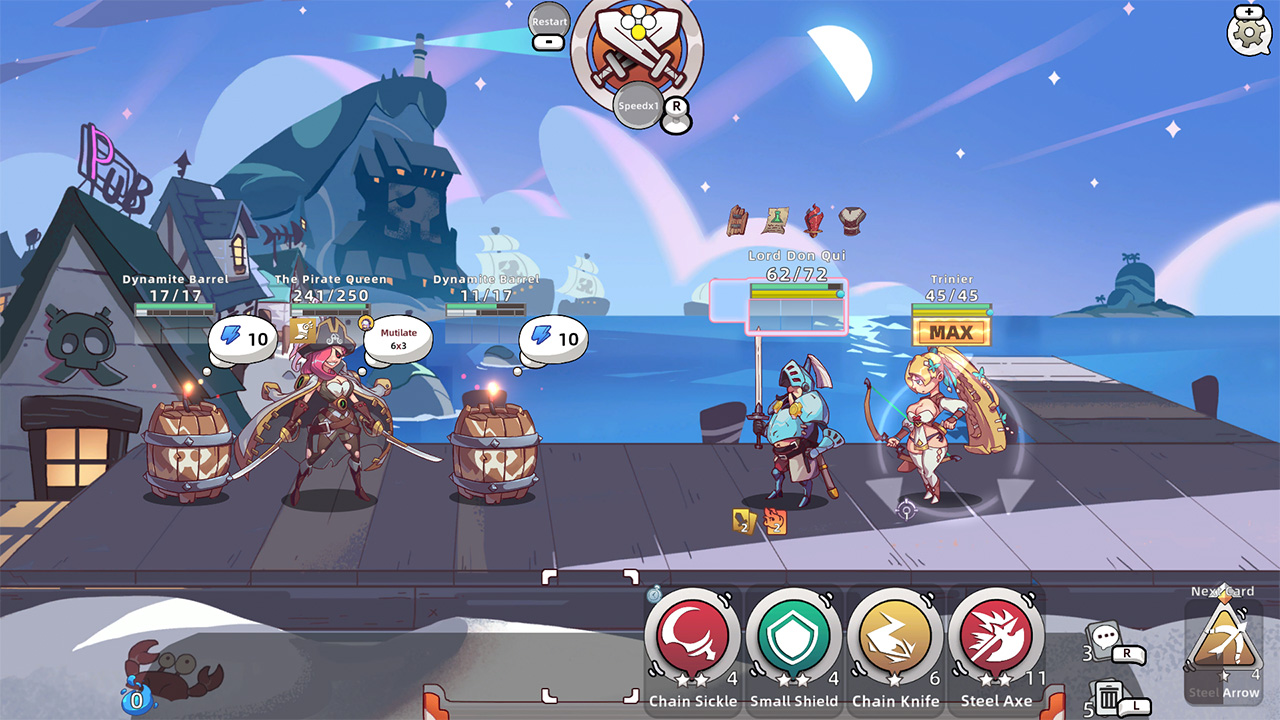 Restart
Speedx1
R
PUB
Lord Don Qui
62/72
Dynamite Barrel
17/17
The Pirate Queen
241/250
Dynamite Barrel
11/17
Trinier
45/45
MAX
10
Mutilate
6x3
10
2
2
Next Card
4
Steel Arrow
4
Chain Sickle
4
Small Shield
6
Chain Knife
11
Steel Axe
3
R
5
L
0